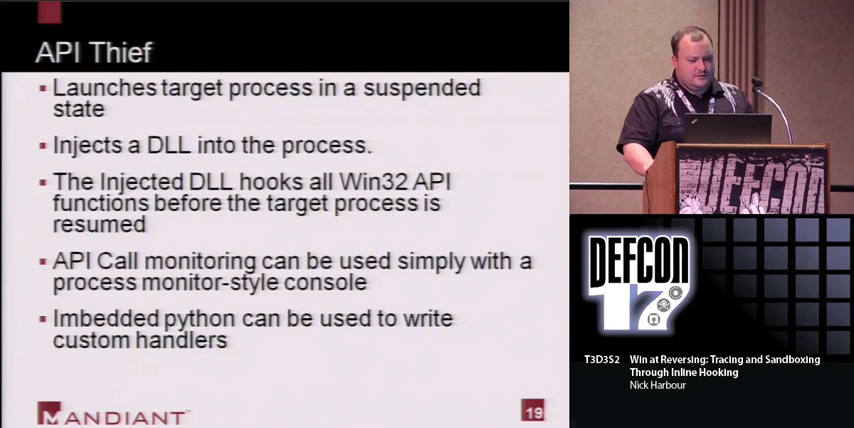 API Thief
Launches target process in a suspended
state
Injects a DLL into the process.
The Injected DLL hooks all Win32 API
functions before the target process is
resumed
API Call monitoring can be used simply with a
process monitor-style console
Imbedded python can be used to write
custom handlers
MANDIANT
19
DEFCON
DEFCON
17
T3D3S2 Win at Reversing: Tracing and Sandboxing
Through Inline Hooking
Nick Harbour